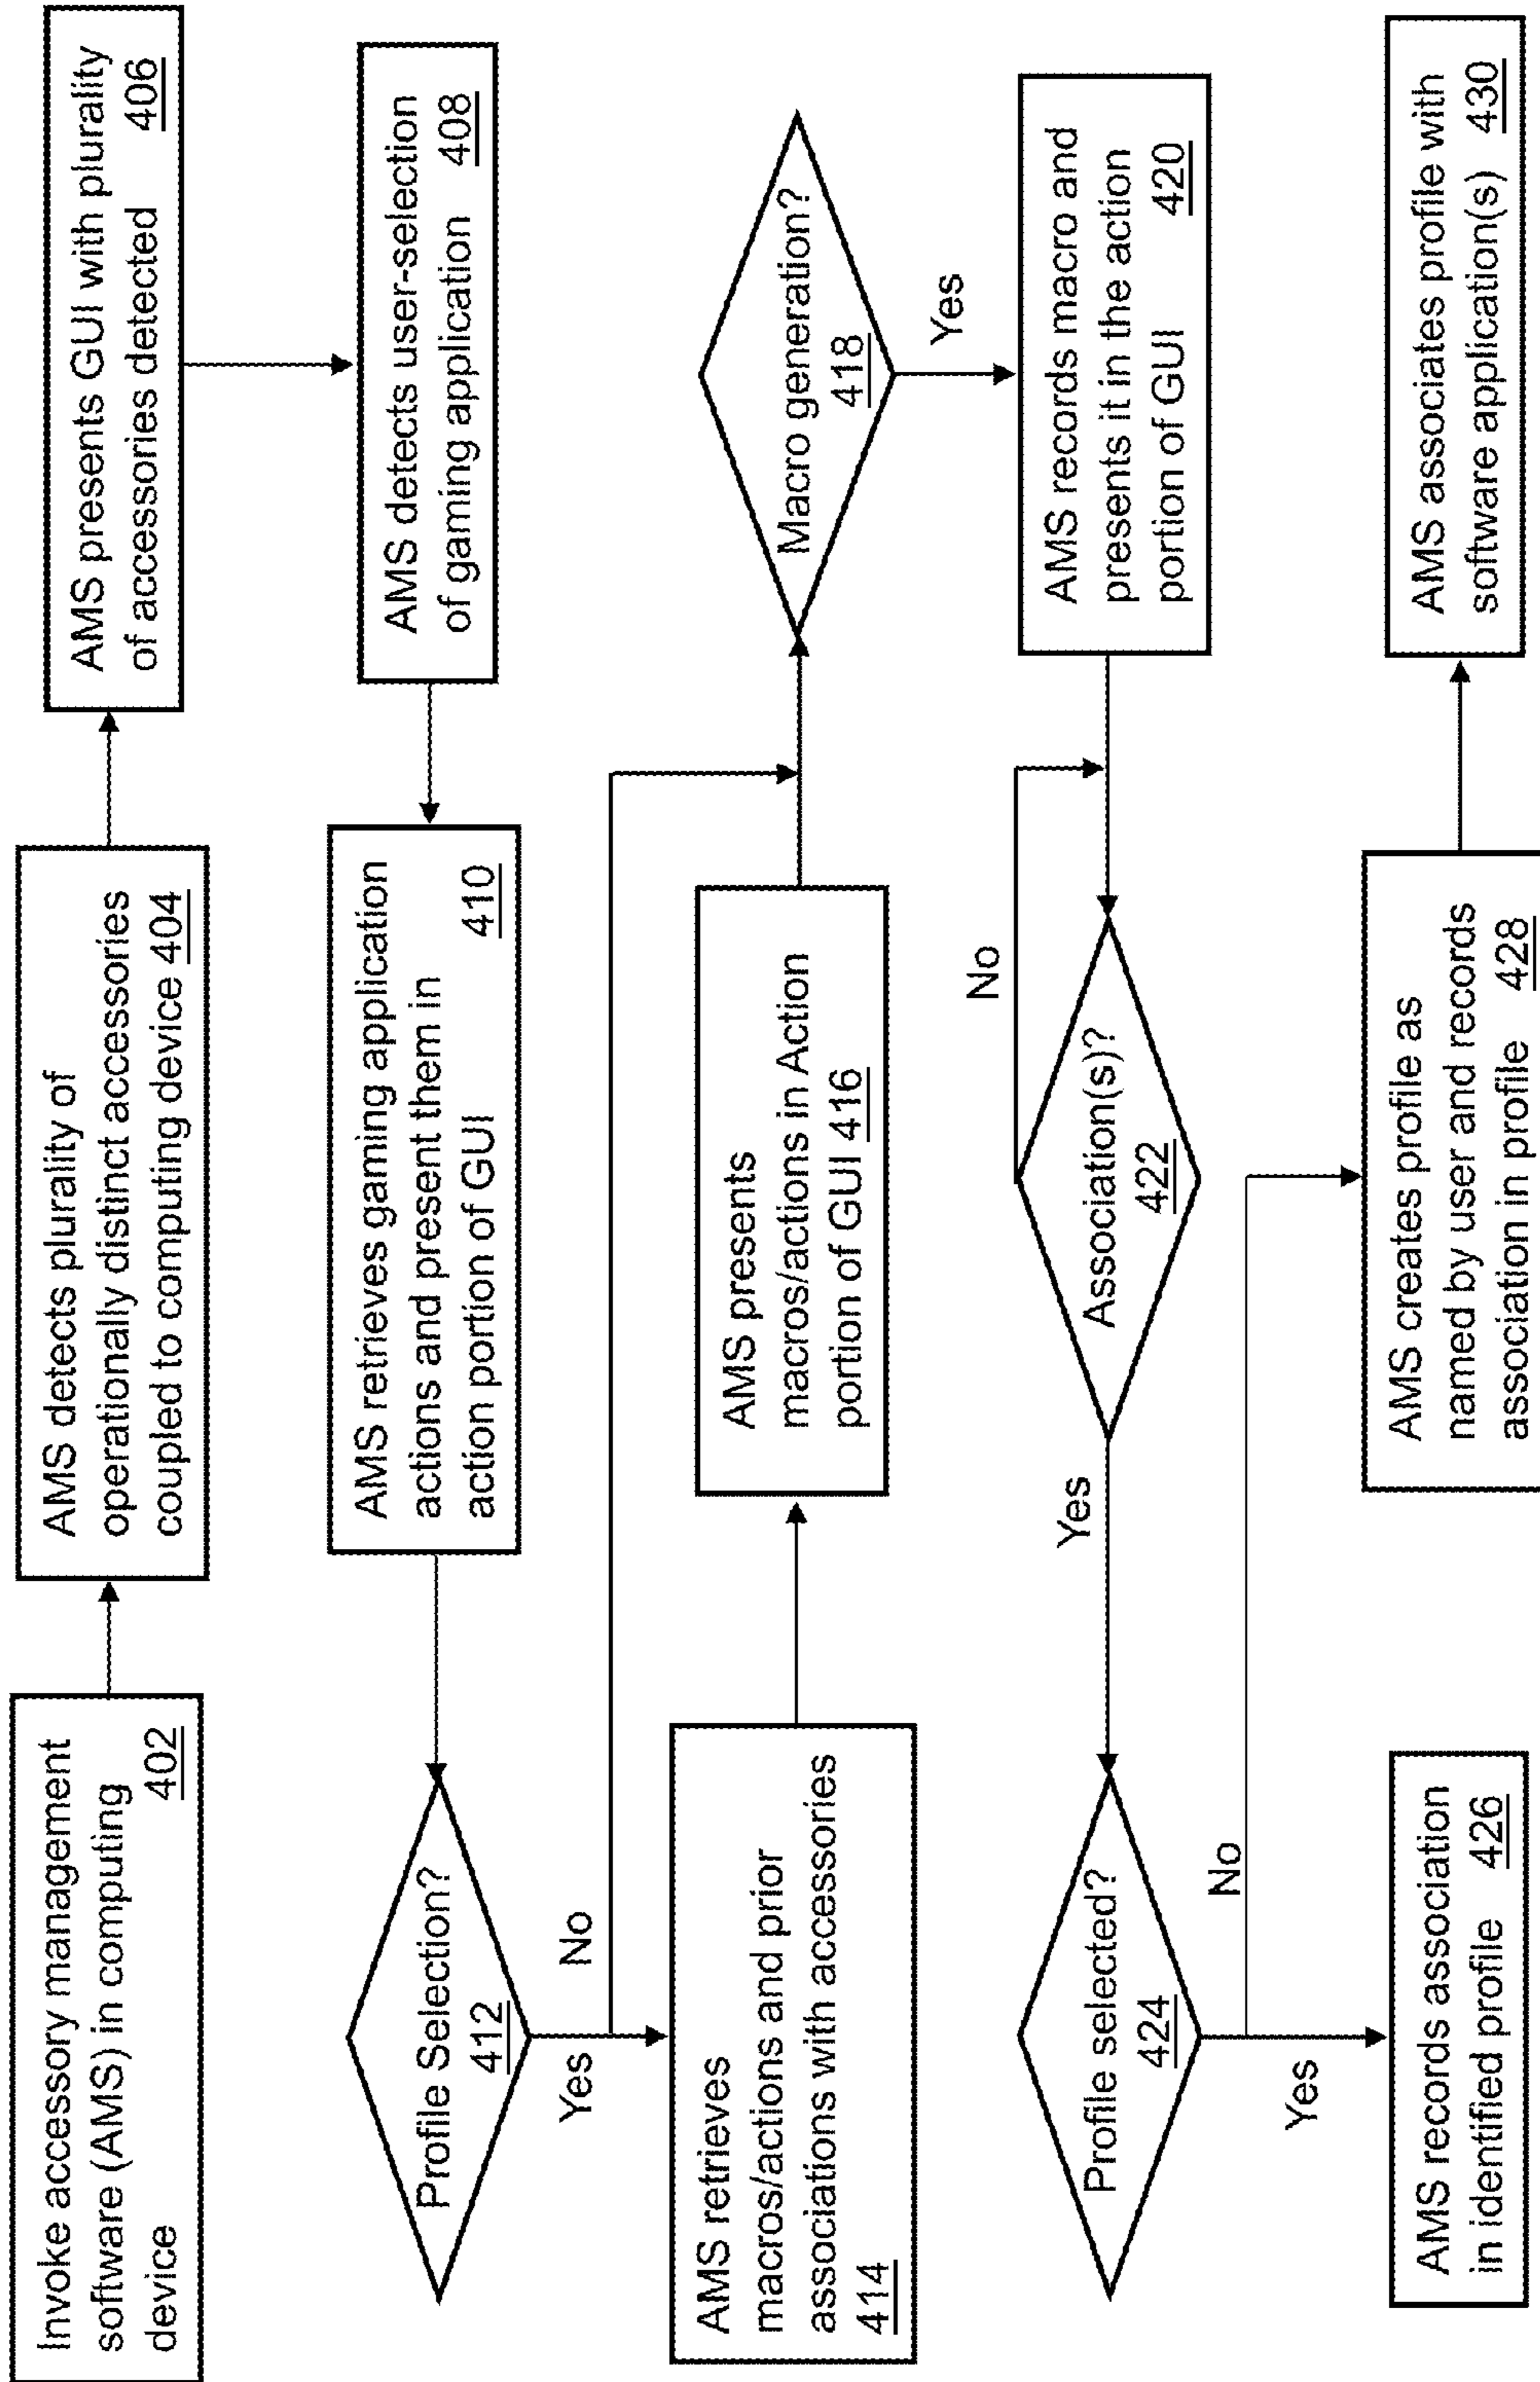 Invoke accessory management
software (AMS) in computing
device 402
AMS detects plurality of
operationally distinct accessories
coupled to computing device 404
AMS presents GUI with plurality
of accessories detected 406
AMS detects user-selection
of gaming application 408
AMS retrieves gaming application
actions and present them in
action portion of GUI 410
Profile Selection?
412
No
Yes
AMS retrieves
macros/actions and prior
associations with accessories
414
AMS presents
macros/actions in Action
portion of GUI 416
Macro generation?
418
Yes
AMS records macro and
presents it in the action
portion of GUI 420
No
Association(s)?
422
Yes
Profile selected?
424
No
Yes
AMS records association
in identified profile 426
AMS creates profile as
named by user and records
association in profile 428
AMS associates profile with
software application(s) 430